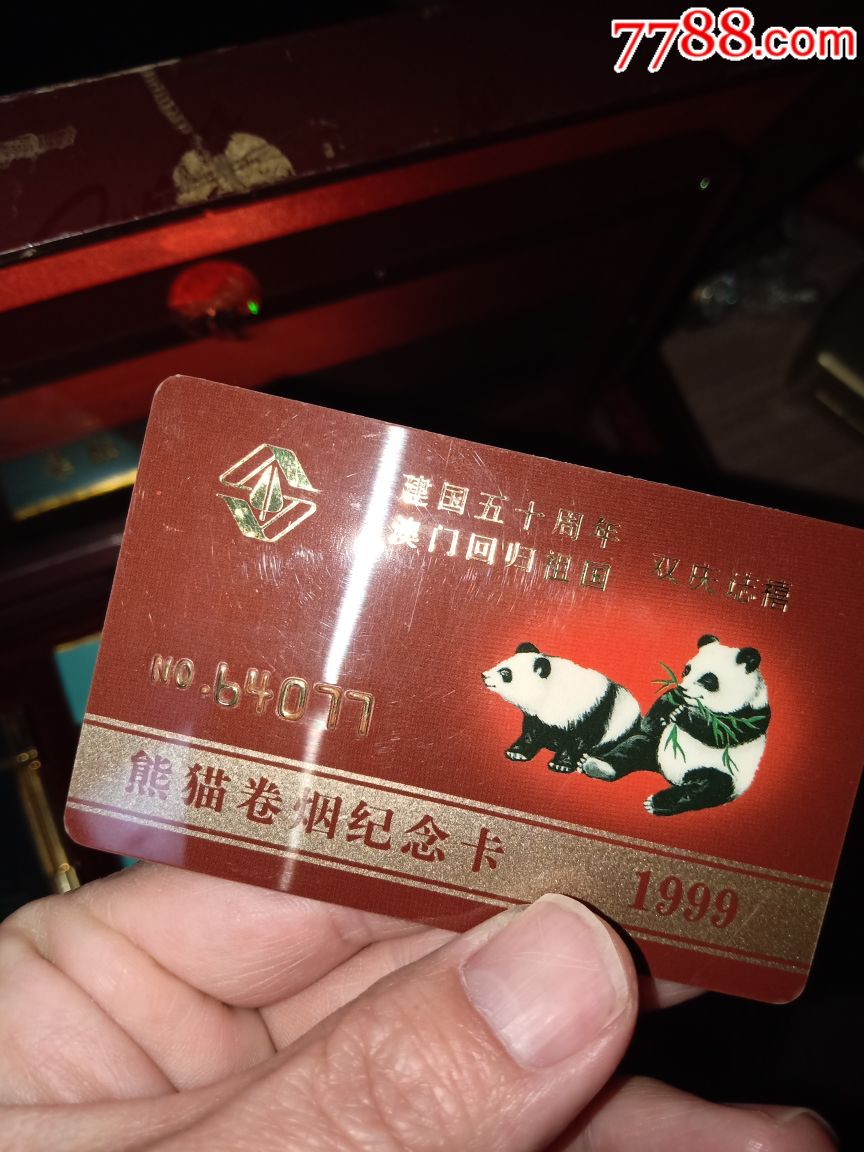 7788.com
建国五十周年
澳门回归祖国 双庆志禧
NO.64077
熊猫卷烟纪念卡 1999